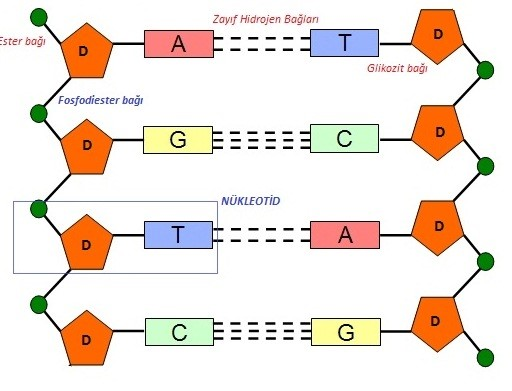 Zayıf Hidrojen Bağları
Ester bağı
D
A
T
D
Glikozit bağı
Fosfodiester bağı
D
G
C
D
NÜKLEOTİD
D
T
A
D
D
C
G
D